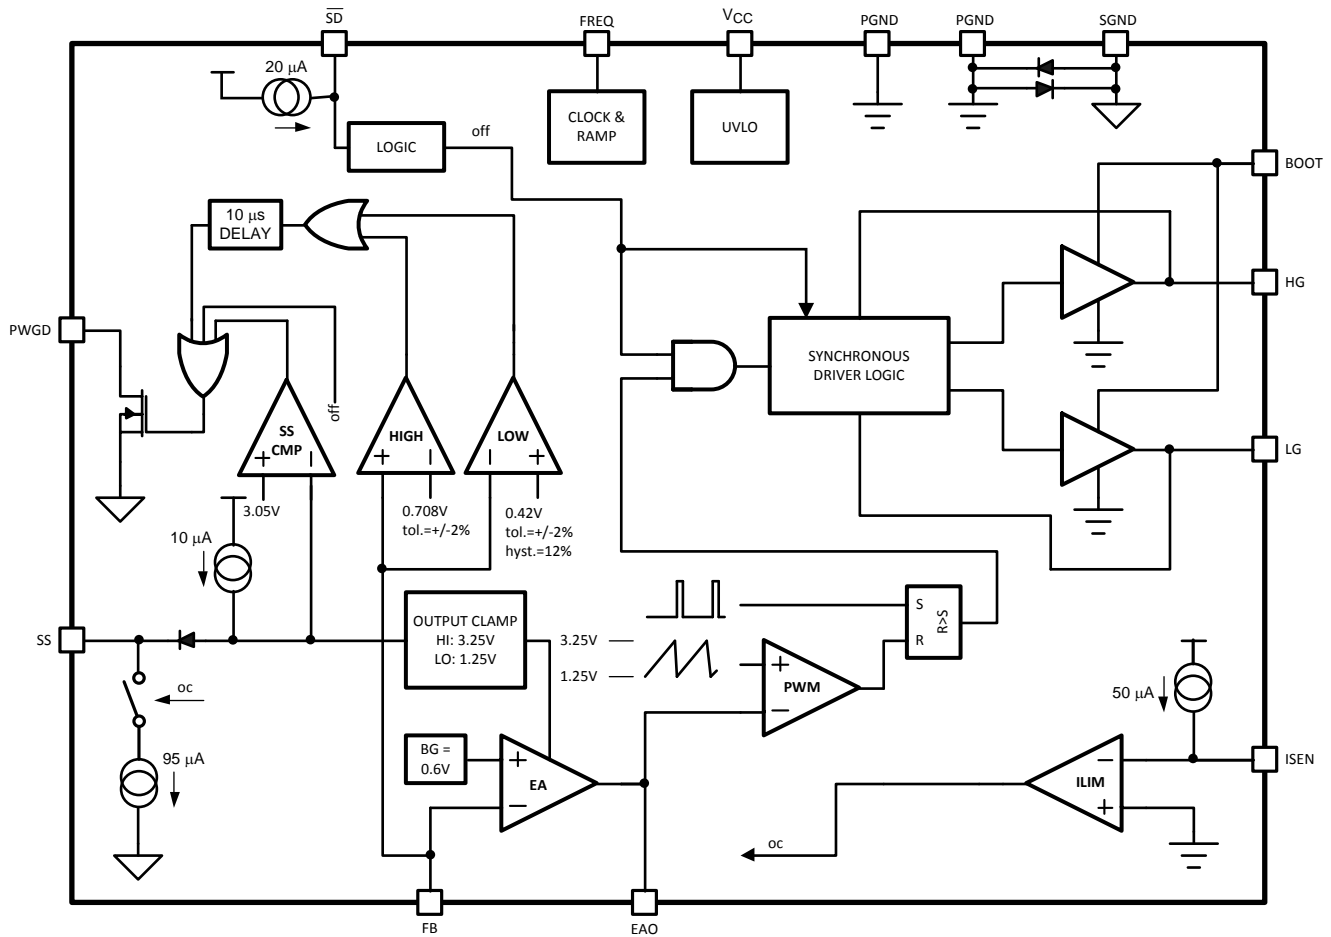 SD
FREQ
VCC
PGND
PGND
SGND
20 μA
CLOCK &
RAMP
UVLO
LOGIC
off
BOOT
10 μs
DELAY
HG
PWGD
SYNCHRONOUS
DRIVER LOGIC
off
SS
CMP
+
–
HIGH
+
–
LOW
–
+
LG
3.05V
0.708V
tol.=+/-2%
0.42V
tol.=+/-2%
hyst.=12%
10 μA
SS
OUTPUT CLAMP
HI: 3.25V
LO: 1.25V
3.25V
1.25V
S
R
R>S
+
–
PWM
oc
50 μA
95 μA
BG =
0.6V
+
–
EA
ISEN
–
+
ILIM
oc
FB
EAO